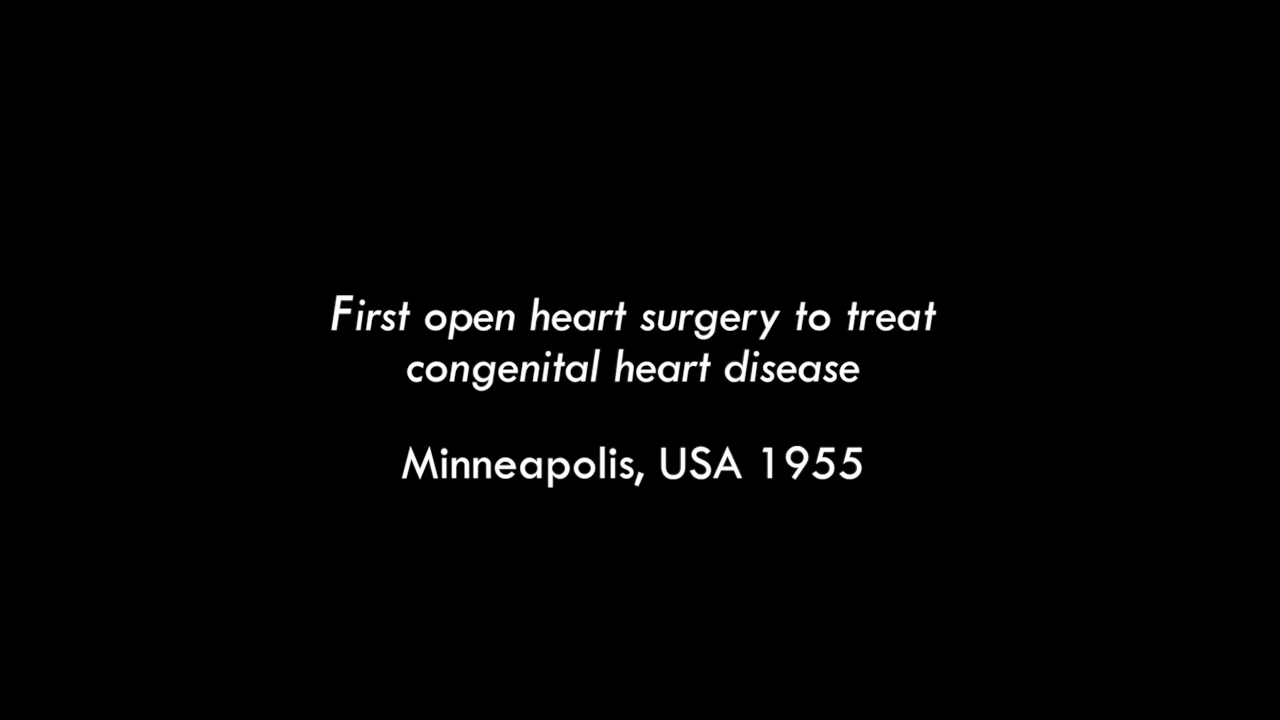 First open heart surgery to treat
congenital heart disease
Minneapolis, USA 1955